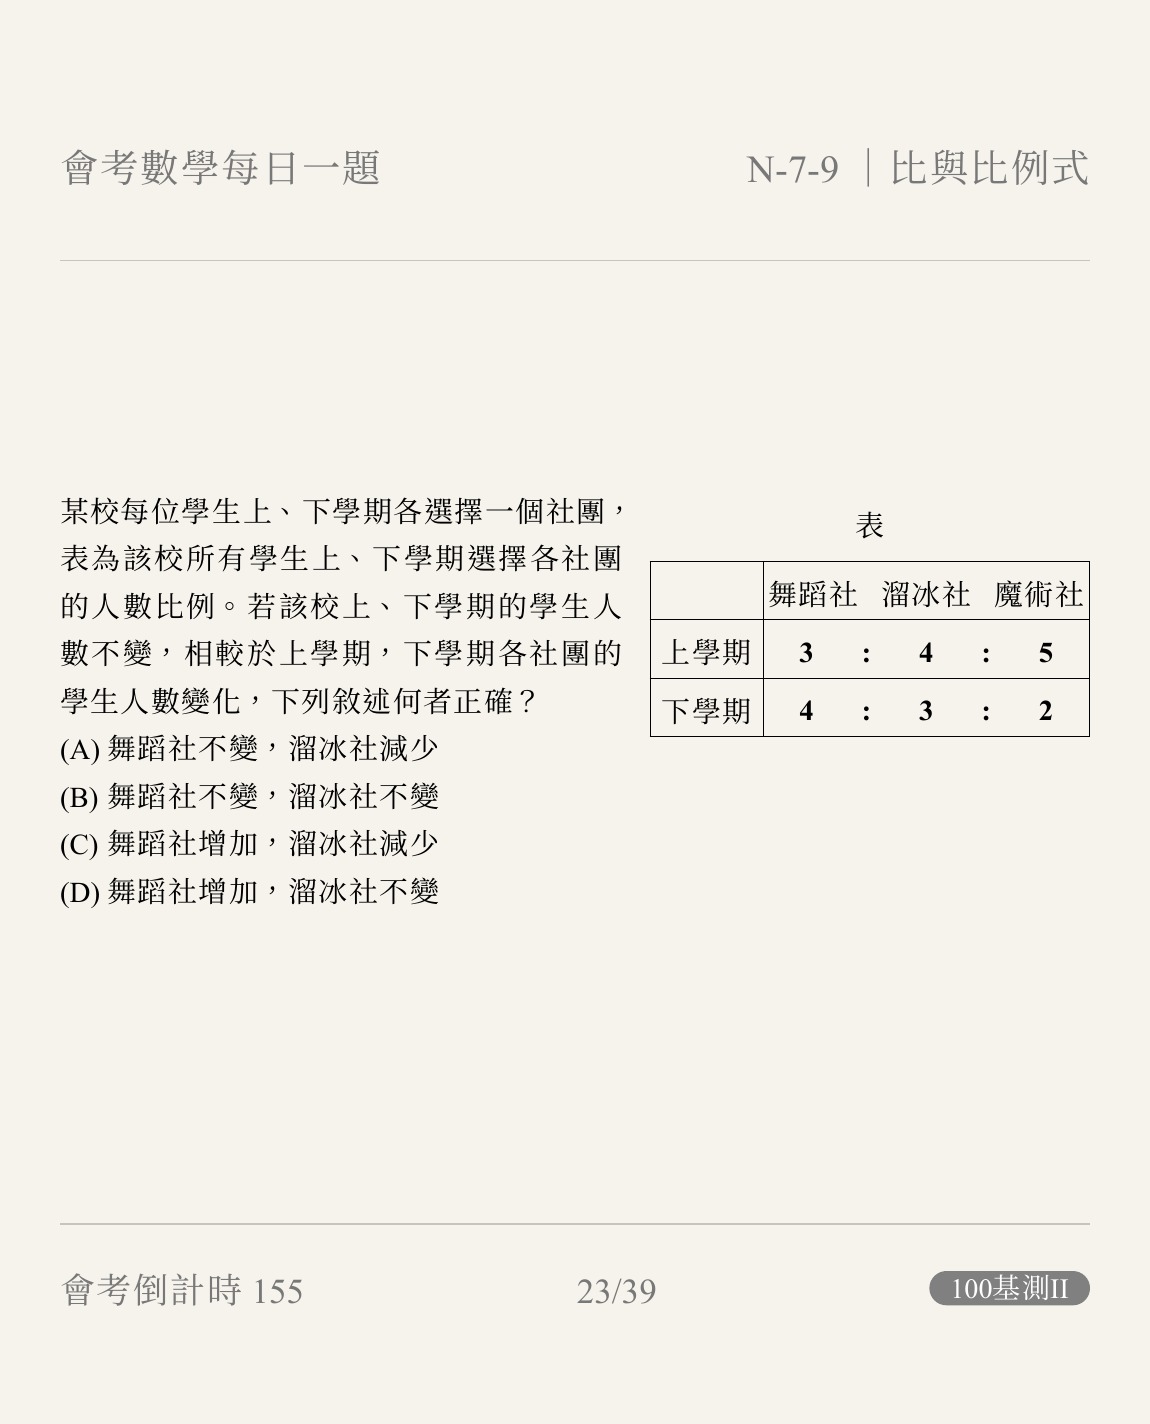 會考數學每日一題
N-7-9｜比與比例式
某校每位學生上、下學期各選擇一個社團，
表為該校所有學生上、下學期選擇各社團
的人數比例。若該校上、下學期的學生人
數不變，相較於上學期，下學期各社團的
學生人數變化，下列敘述何者正確？
(A) 舞蹈社不變，溜冰社減少
(B) 舞蹈社不變，溜冰社不變
(C) 舞蹈社增加，溜冰社減少
(D) 舞蹈社增加，溜冰社不變
表
舞蹈社 溜冰社 魔術社
上學期 3 : 4 : 5
下學期 4 : 3 : 2
會考倒計時 155
23/39
100基測II